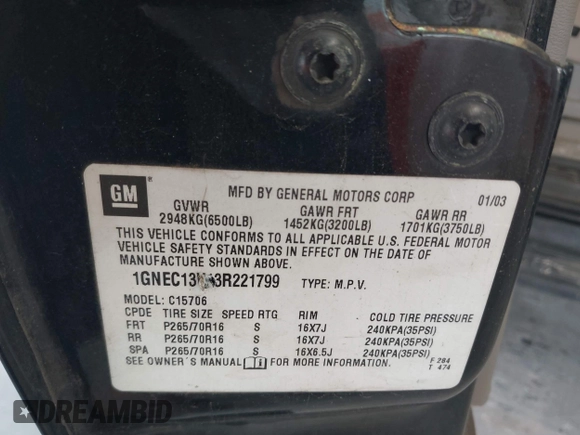 GM
MFD BY GENERAL MOTORS CORP 01/03
GVWR GAWR FRT GAWR RR
2948KG(6500LB) 1452KG(3200LB) 1701KG(3750LB)
THIS VEHICLE CONFORMS TO ALL APPLICABLE U.S. FEDERAL MOTOR
VEHICLE SAFETY STANDARDS IN EFFECT ON THE DATE OF
MANUFACTURE SHOWN ABOVE.
TYPE: M.P.V.
MODEL: C15706
CPDE TIRE SIZE SPEED RTG RIM COLD TIRE PRESSURE
FRT P265/70R16 S 16X7J 240KPA(35PSI)
RR P265/70R16 S 16X7J 240KPA(35PSI)
SPA P265/70R16 S 16X6.5J 240KPA(35PSI)
SEE OWNER'S MANUAL FOR MORE INFORMATION.
F 284
T 474
DREAMBID